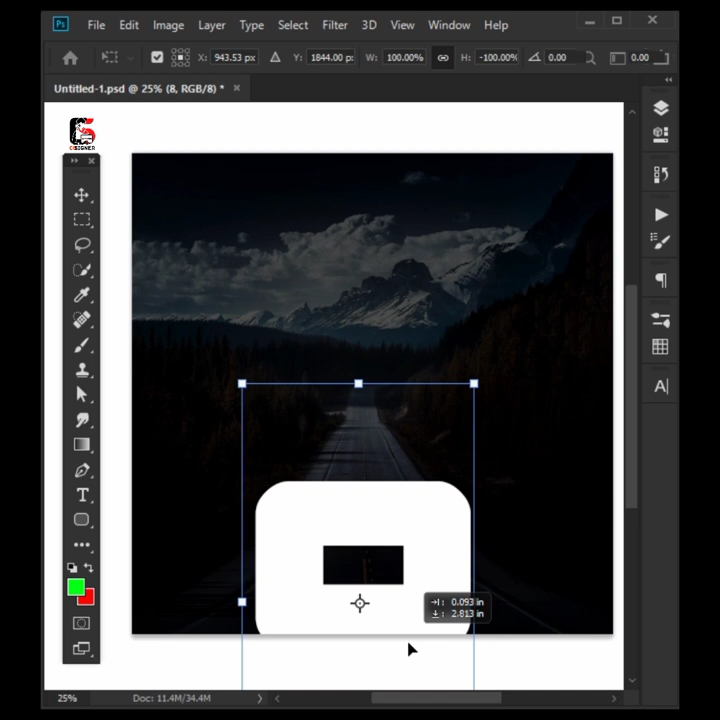 Ps File Edit Image Layer Type Select Filter 3D View Window Help
X: 943.53 px Y: 1844.00 p: W: 100.00% H: -100.00% 0.00 0.00
Untitled-1.psd @ 25% (8, RGB/8) * ×
GSIGNER
T
A
0.093 in
2.813 in
25% Doc: 11.4M/34.4M